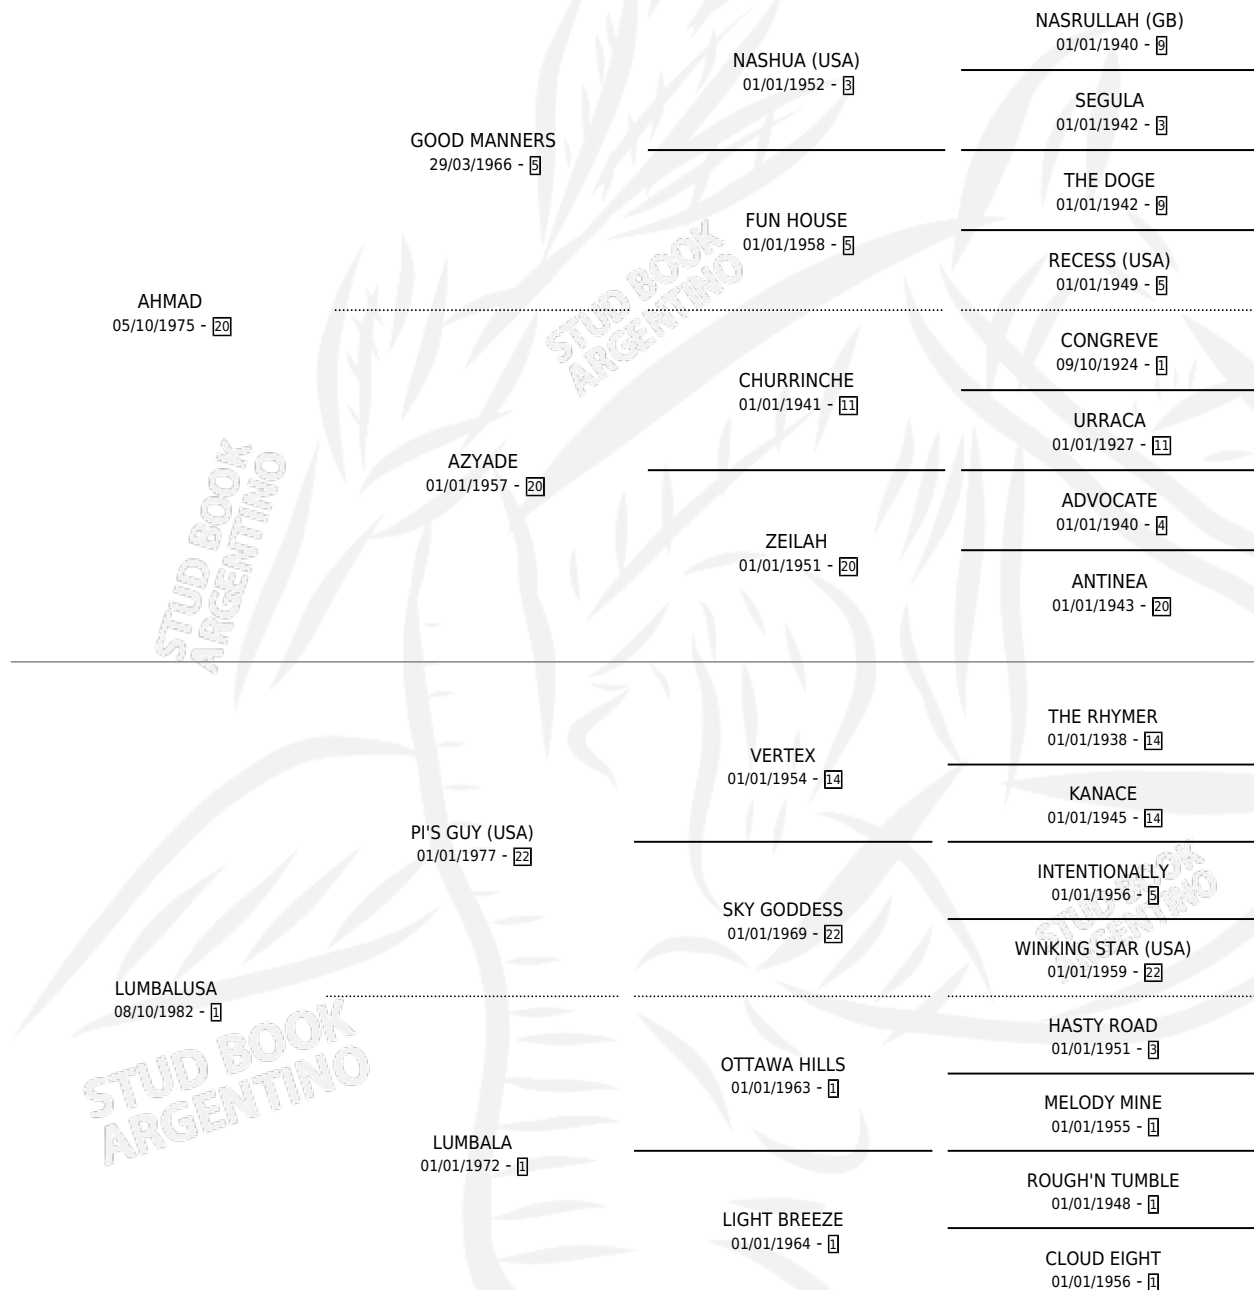 NASRULLAH (GB)
01/01/1940 - 9
NASHUA (USA)
01/01/1952 - 3
SEGULA
01/01/1942 - 3
GOOD MANNERS
29/03/1966 - 5
THE DOGE
01/01/1942 - 9
FUN HOUSE
01/01/1958 - 5
RECESS (USA)
01/01/1949 - 5
AHMAD
05/10/1975 - 20
CONGREVE
09/10/1924 - 1
CHURRINCHE
01/01/1941 - 11
URRACA
01/01/1927 - 11
AZYADE
01/01/1957 - 20
ADVOCATE
01/01/1940 - 4
ZEILAH
01/01/1951 - 20
ANTINEA
01/01/1943 - 20
STUD BOOK
ARGENTINO
STUD BOOK
ARGENTINO
THE RHYMER
01/01/1938 - 14
VERTEX
01/01/1954 - 14
KANACE
01/01/1945 - 14
PI'S GUY (USA)
01/01/1977 - 22
INTENTIONALLY
01/01/1956 - 5
SKY GODDESS
01/01/1969 - 22
WINKING STAR (USA)
01/01/1959 - 22
STUD BOOK
ARGENTINO
LUMBALUSA
08/10/1982 - 1
HASTY ROAD
01/01/1951 - 3
OTTAWA HILLS
01/01/1963 - 1
MELODY MINE
01/01/1955 - 1
LUMBALA
01/01/1972 - 1
ROUGH'N TUMBLE
01/01/1948 - 1
LIGHT BREEZE
01/01/1964 - 1
CLOUD EIGHT
01/01/1956 - 1
STUD BOOK
ARGENTINO